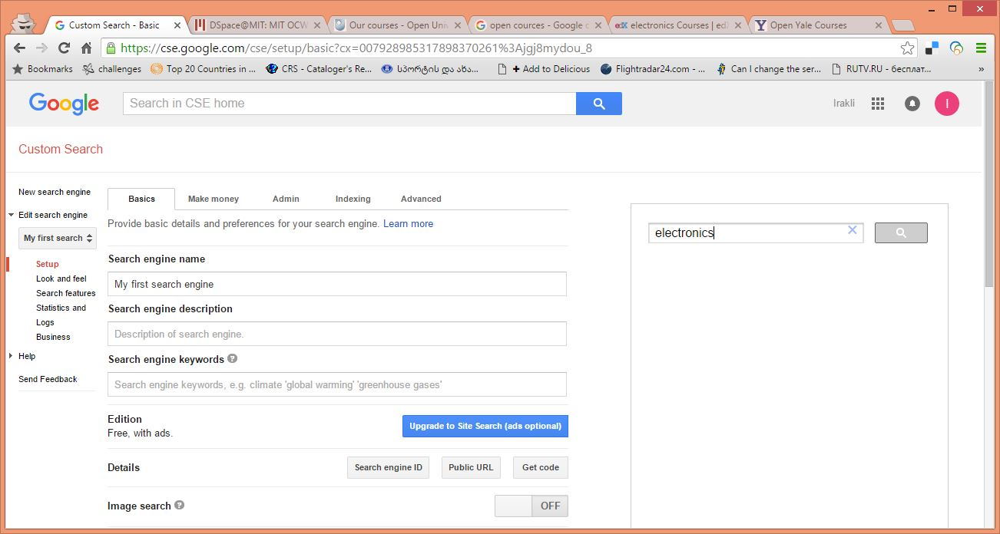 Custom Search - Basic
DSpace@MIT: MIT OCW
Our courses - Open Uni
open cources - Google c
edX electronics Courses | ed
Open Yale Courses
https://cse.google.com/cse/setup/basic?cx=007928985317898370261%3Ajgj8mydou_8
Bookmarks
challenges
Top 20 Countries in ...
CRS - Cataloger's Re...
სპორტის და ახა...
+ Add to Delicious
Flightradar24.com - ...
Can I change the ser...
RUTV.RU - бесплат...
»
Google
Search in CSE home
Irakli
I
Custom Search
New search engine
Edit search engine
My first search
Setup
Look and feel
Search features
Statistics and
Logs
Business
Help
Send Feedback
Basics
Make money
Admin
Indexing
Advanced
Provide basic details and preferences for your search engine. Learn more
Search engine name
My first search engine
Search engine description
Description of search engine.
Search engine keywords ?
Search engine keywords, e.g. climate 'global warming' 'greenhouse gases'
Edition
Free, with ads.
Upgrade to Site Search (ads optional)
Details
Search engine ID
Public URL
Get code
Image search ?
OFF
electronics